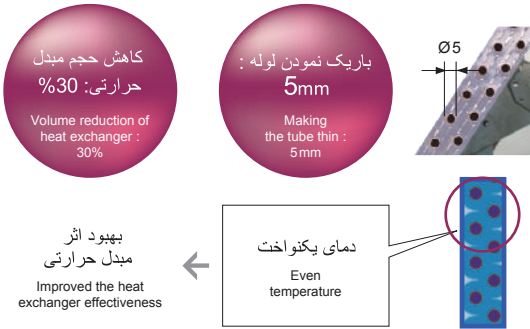 کاهش حجم مبدل
حرارتی: 30%
Volume reduction of
heat exchanger :
30%
باریک نمودن لوله :
5mm
Making
the tube thin :
5mm
Ø5
دمای یکنواخت
Even
temperature
بهبود اثر
مبدل حرارتی
Improved the heat
exchanger effectiveness